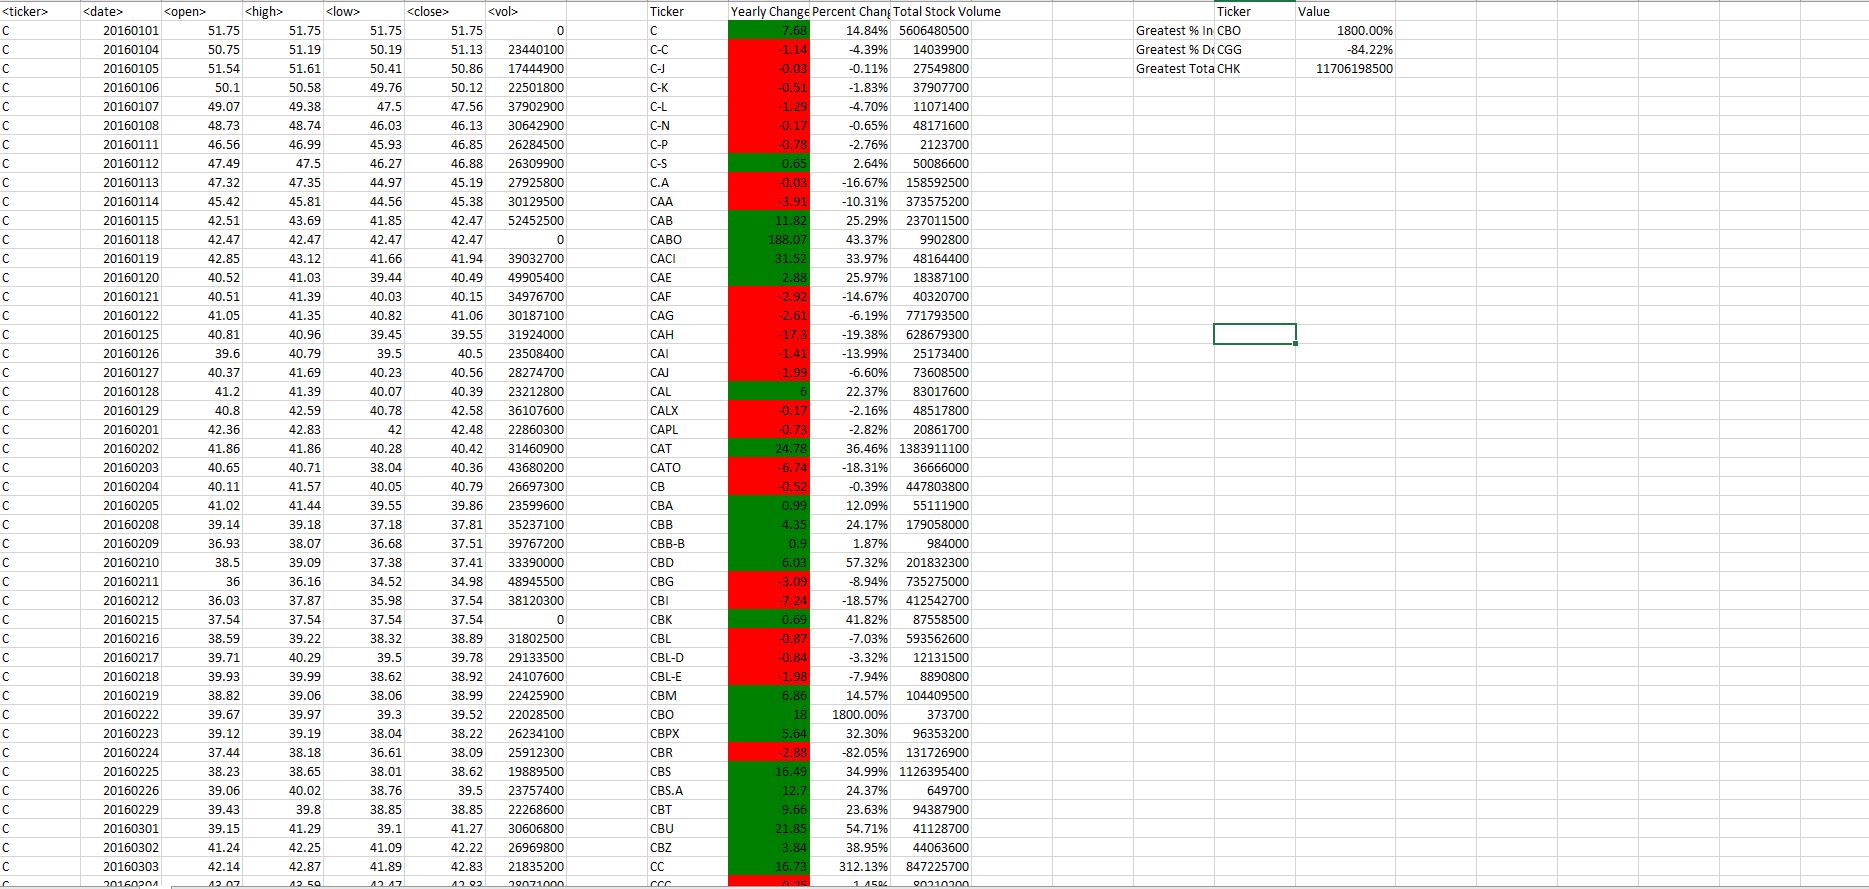 <ticker> <date> <open> <high> <low> <close> <vol> Ticker Yearly Change Percent Chang Total Stock Volume Ticker Value
C 20160101 51.75 51.75 51.75 51.75 0 C 7.68 14.84% 5606480500 Greatest % In CBO 1800.00%
C 20160104 50.75 51.19 50.19 51.13 23440100 C-C -1.14 -4.39% 14039900 Greatest % De CGG -84.22%
C 20160105 51.54 51.61 50.41 50.86 17444900 C-J -0.03 -0.11% 27549800 Greatest Tota CHK 11706198500
C 20160106 50.1 50.58 49.76 50.12 22501800 C-K -0.51 -1.83% 37907700
C 20160107 49.07 49.38 47.5 47.56 37902900 C-L -1.29 -4.70% 11071400
C 20160108 48.73 48.74 46.03 46.13 30642900 C-N -0.17 -0.65% 48171600
C 20160111 46.56 46.99 45.93 46.85 26284500 C-P -0.78 -2.76% 2123700
C 20160112 47.49 47.5 46.27 46.88 26309900 C-S 0.65 2.64% 50086600
C 20160113 47.32 47.35 44.97 45.19 27925800 C.A -0.03 -16.67% 158592500
C 20160114 45.42 45.81 44.56 45.38 30129500 CAA -3.91 -10.31% 373575200
C 20160115 42.51 43.69 41.85 42.47 52452500 CAB 11.82 25.29% 237011500
C 20160118 42.47 42.47 42.47 42.47 0 CABO 188.07 43.37% 9902800
C 20160119 42.85 43.12 41.66 41.94 39032700 CACI 31.52 33.97% 48164400
C 20160120 40.52 41.03 39.44 40.49 49905400 CAE 2.88 25.97% 18387100
C 20160121 40.51 41.39 40.03 40.15 34976700 CAF -2.92 -14.67% 40320700
C 20160122 41.05 41.35 40.82 41.06 30187100 CAG -2.61 -6.19% 771793500
C 20160125 40.81 40.96 39.45 39.55 31924000 CAH -17.3 -19.38% 628679300
C 20160126 39.6 40.79 39.5 40.5 23508400 CAI -1.41 -13.99% 25173400
C 20160127 40.37 41.69 40.23 40.56 28274700 CAJ -1.99 -6.60% 73608500
C 20160128 41.2 41.39 40.07 40.39 23212800 CAL 6 22.37% 83017600
C 20160129 40.8 42.59 40.78 42.58 36107600 CALX -0.17 -2.16% 48517800
C 20160201 42.36 42.83 42 42.48 22860300 CAPL -0.73 -2.82% 20861700
C 20160202 41.86 41.86 40.28 40.42 31460900 CAT 24.78 36.46% 1383911100
C 20160203 40.65 40.71 38.04 40.36 43680200 CATO -6.74 -18.31% 36666000
C 20160204 40.11 41.57 40.05 40.79 26697300 CB -0.52 -0.39% 447803800
C 20160205 41.02 41.44 39.55 39.86 23599600 CBA 0.99 12.09% 55111900
C 20160208 39.14 39.18 37.18 37.81 35237100 CBB 4.35 24.17% 179058000
C 20160209 36.93 38.07 36.68 37.51 39767200 CBB-B 0.9 1.87% 984000
C 20160210 38.5 39.09 37.38 37.41 33390000 CBD 6.03 57.32% 201832300
C 20160211 36 36.16 34.52 34.98 48945500 CBG -3.09 -8.94% 735275000
C 20160212 36.03 37.87 35.98 37.54 38120300 CBI -7.24 -18.57% 412542700
C 20160215 37.54 37.54 37.54 37.54 0 CBK 0.69 41.82% 87558500
C 20160216 38.59 39.22 38.32 38.89 31802500 CBL -0.87 -7.03% 593562600
C 20160217 39.71 40.29 39.5 39.78 29133500 CBL-D -0.84 -3.32% 12131500
C 20160218 39.93 39.99 38.62 38.92 24107600 CBL-E -1.98 -7.94% 8890800
C 20160219 38.82 39.06 38.06 38.99 22425900 CBM 6.86 14.57% 104409500
C 20160222 39.67 39.97 39.3 39.52 22028500 CBO 18 1800.00% 373700
C 20160223 39.12 39.19 38.04 38.22 26234100 CBPX 5.64 32.30% 96353200
C 20160224 37.44 38.18 36.61 38.09 25912300 CBR -2.88 -82.05% 131726900
C 20160225 38.23 38.65 38.01 38.62 19889500 CBS 16.49 34.99% 1126395400
C 20160226 39.06 40.02 38.76 39.5 23757400 CBS.A 12.7 24.37% 649700
C 20160229 39.43 39.8 38.85 38.85 22268600 CBT 9.66 23.63% 94387900
C 20160301 39.15 41.29 39.1 41.27 30606800 CBU 21.85 54.71% 41128700
C 20160302 41.24 42.25 41.09 42.22 26969800 CBZ 3.84 38.95% 44063600
C 20160303 42.14 42.87 41.89 42.83 21835200 CC 16.73 312.13% 847225700
C 20160304 43.07 43.59 42.47 42.83 28071000 CCC